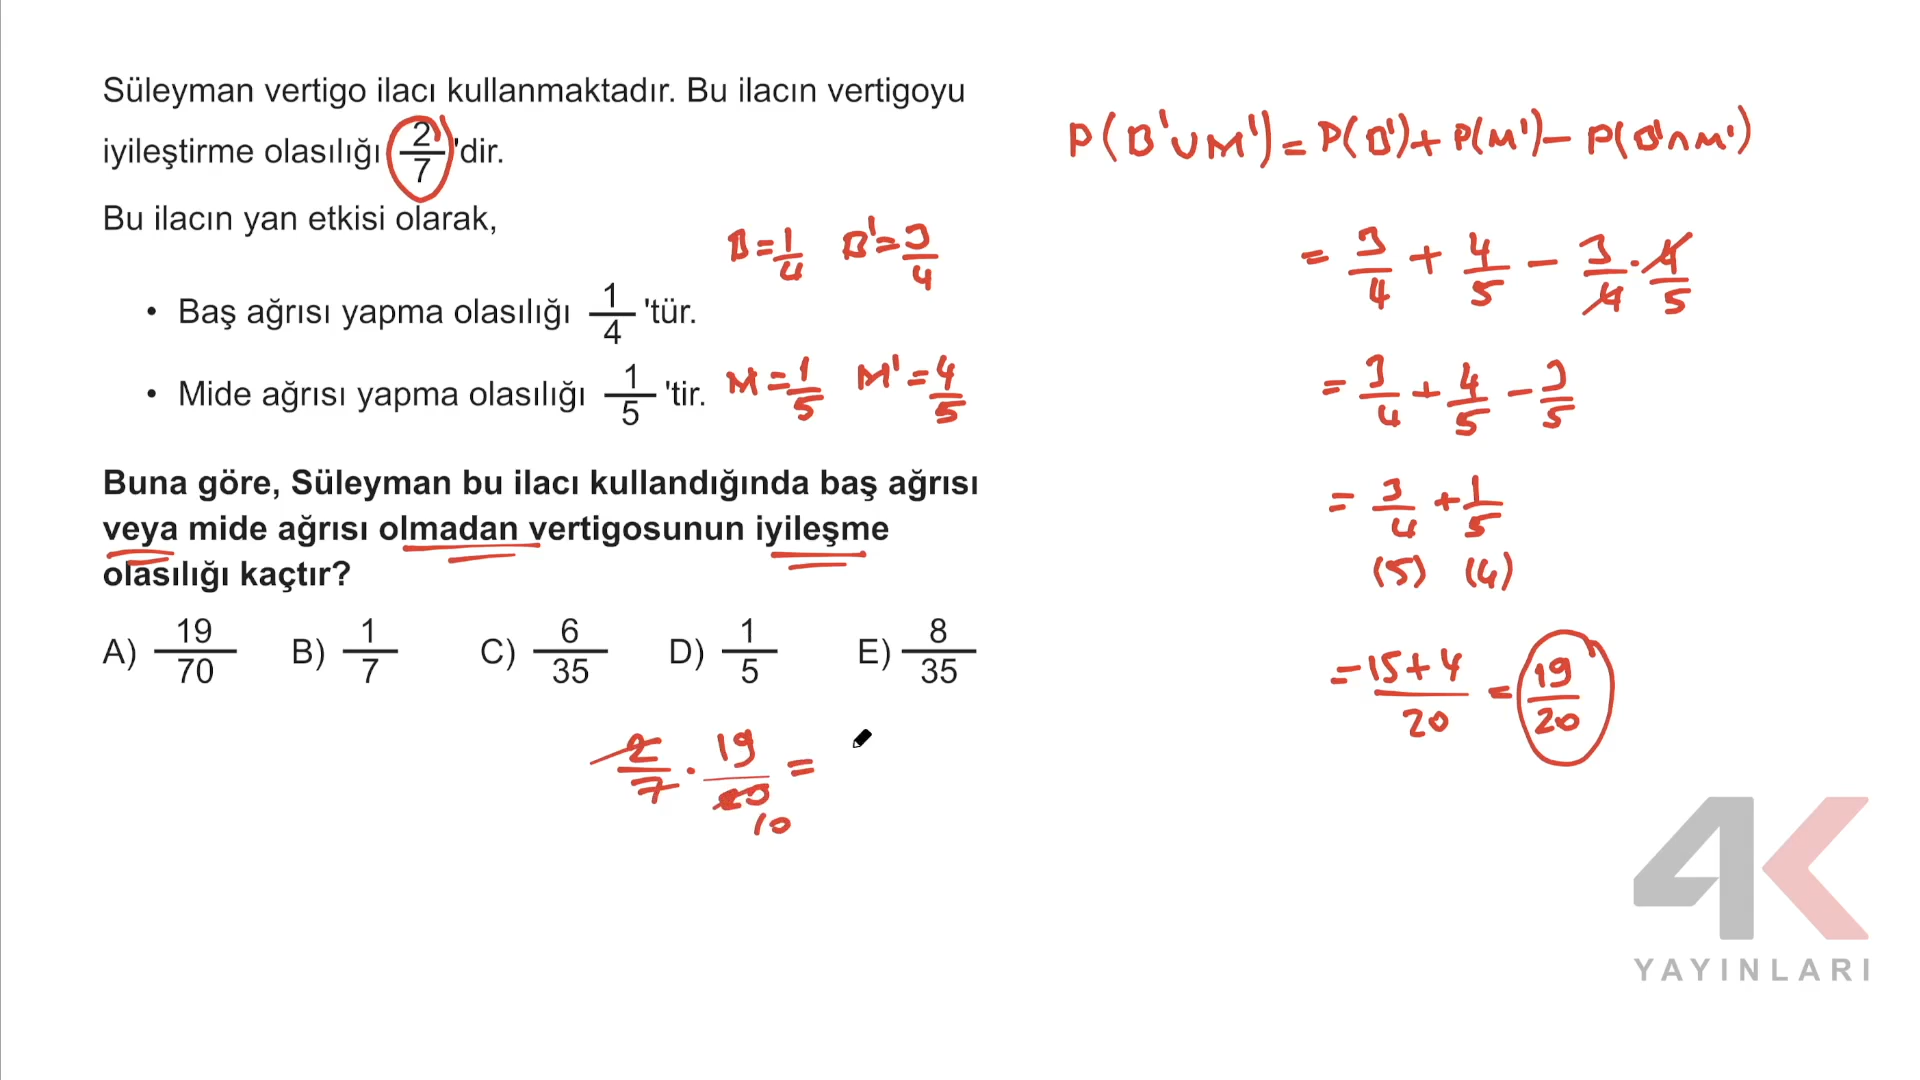 Süleyman vertigo ilacı kullanmaktadır. Bu ilacın vertigoyu
iyileştirme olasılığı 2/7 'dir.
Bu ilacın yan etkisi olarak,
B = 1/4 B' = 3/4
• Baş ağrısı yapma olasılığı 1/4 'tür.
• Mide ağrısı yapma olasılığı 1/5 'tir. M = 1/5 M' = 4/5
Buna göre, Süleyman bu ilacı kullandığında baş ağrısı
veya mide ağrısı olmadan vertigosunun iyileşme
olasılığı kaçtır?
A) 19/70 B) 1/7 C) 6/35 D) 1/5 E) 8/35
2/7 · 19/20 =
10
P(B'∪M') = P(B') + P(M') − P(B'∩M')
= 3/4 + 4/5 − 3/4 · 4/5
= 3/4 + 4/5 − 3/5
= 3/4 + 1/5
(5) (4)
= 15+4/20 = 19/20
4K
YAYINLARI